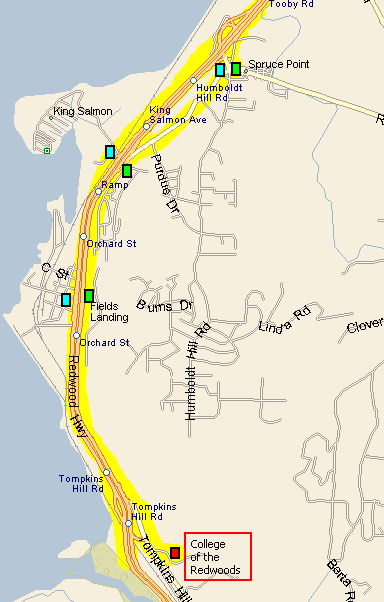 Tooby Rd
Spruce Point
Humboldt
Hill Rd
R
King Salmon
King
Salmon Ave
Purdue Dr
Ramp
Orchard St
C St
Fields
Landing
Burns Dr
Linda Rd
Clover
Humboldt Hill Rd
Orchard St
Redwood Hwy
Tompkins
Hill Rd
Tompkins
Hill Rd
College
of the
Redwoods
Tompkins Hill
Berta Rd